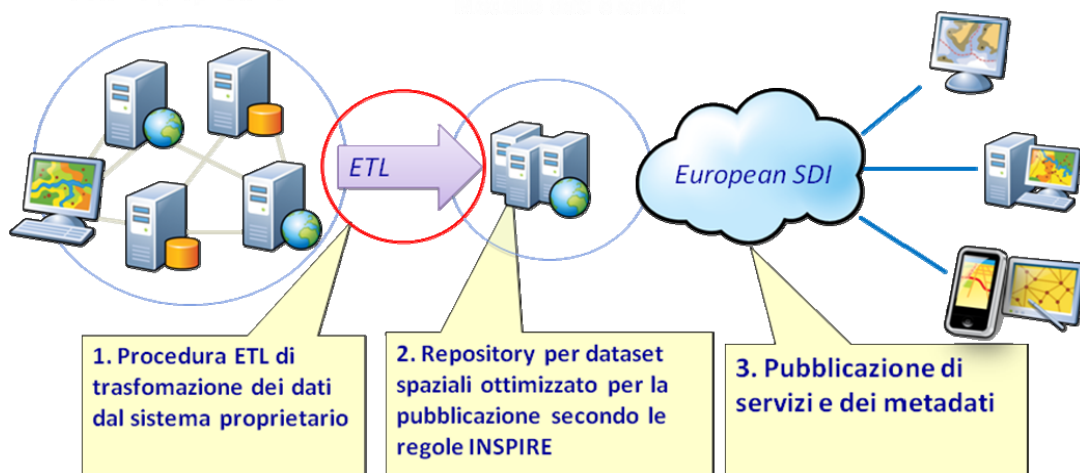 ETL
European SDI
1. Procedura ETL di
trasfomazione dei dati
dal sistema proprietario
2. Repository per dataset
spaziali ottimizzato per la
pubblicazione secondo le
regole INSPIRE
3. Pubblicazione di
servizi e dei metadati